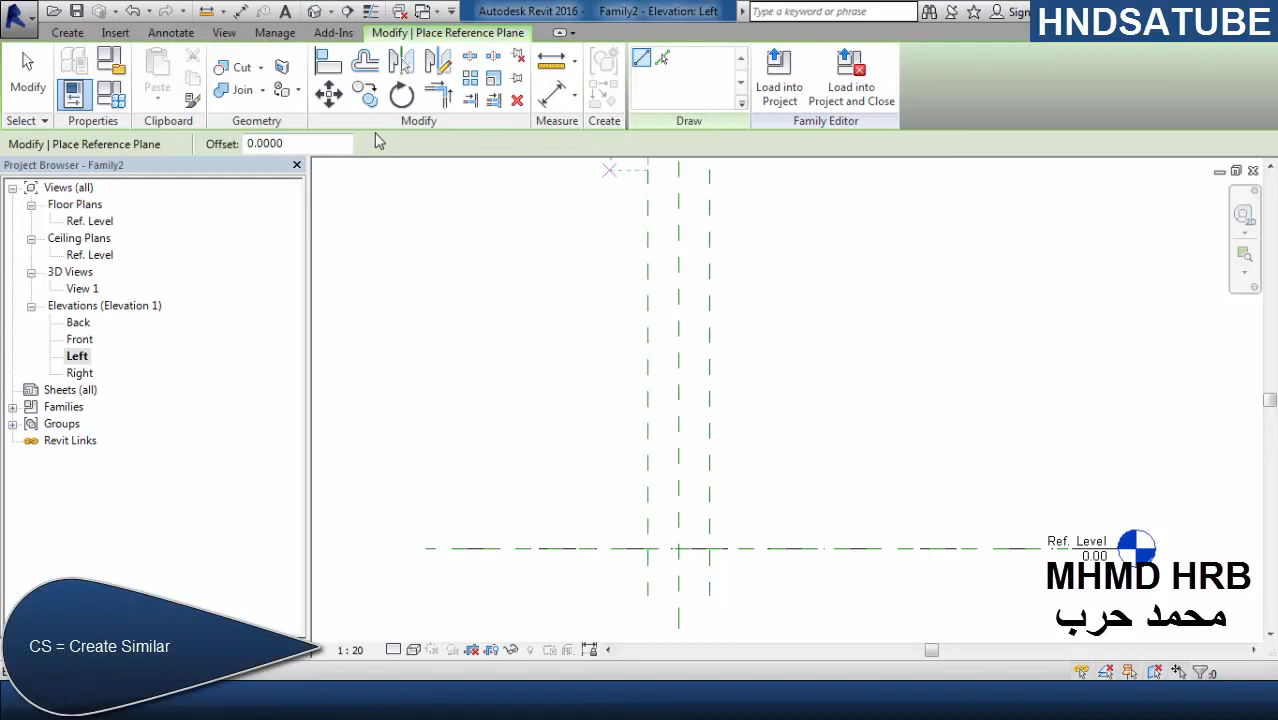 Autodesk Revit 2016 - Family2 - Elevation: Left
Type a keyword or phrase
Sign
HNDSATUBE
Create Insert Annotate View Manage Add-Ins Modify | Place Reference Plane
Modify
Paste
Cut
Join
Load into Project
Load into Project and Close
Select Properties Clipboard Geometry Modify Measure Create Draw Family Editor
Modify | Place Reference Plane Offset: 0.0000
Project Browser - Family2
Views (all)
Floor Plans
Ref. Level
Ceiling Plans
Ref. Level
3D Views
View 1
Elevations (Elevation 1)
Back
Front
Left
Right
Sheets (all)
Families
Groups
Revit Links
Ref. Level
0.00
MHMD HRB
محمد حرب
CS = Create Similar
1 : 20
:0